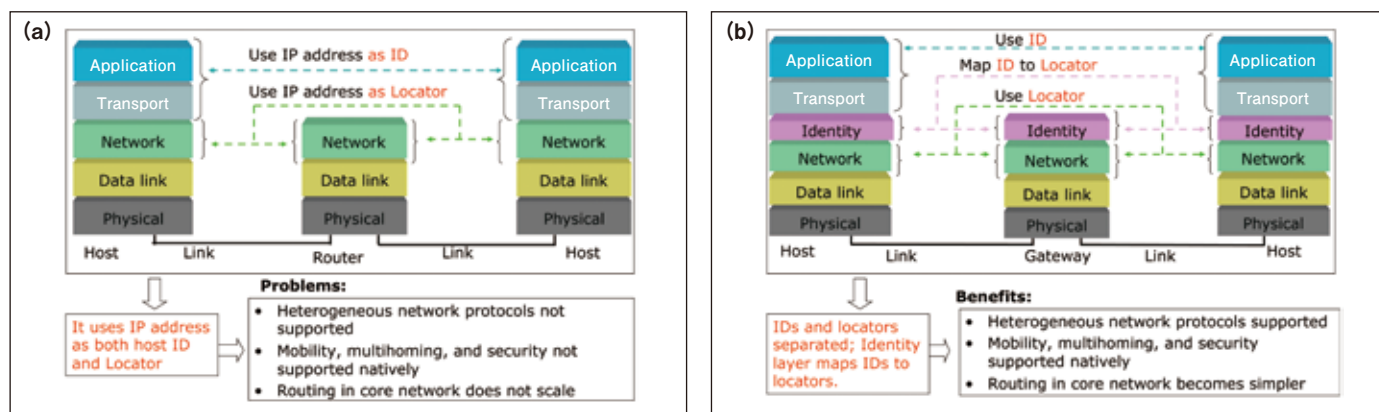 (a)
Use IP address as ID
Application
Application
Transport
Transport
Use IP address as Locator
Network
Network
Network
Data link
Data link
Data link
Physical
Physical
Physical
Host
Link
Router
Link
Host
It uses IP address
as both host ID
and Locator
Problems:
• Heterogeneous network protocols not
supported
• Mobility, multihoming, and security not
supported natively
• Routing in core network does not scale
(b)
Use ID
Application
Application
Map ID to Locator
Transport
Transport
Use Locator
Identity
Identity
Identity
Network
Network
Network
Data link
Data link
Data link
Physical
Physical
Physical
Host
Link
Gateway
Link
Host
IDs and locators
separated; Identity
layer maps IDs to
locators.
Benefits:
• Heterogeneous network protocols supported
• Mobility, multihoming, and security
supported natively
• Routing in core network becomes simpler